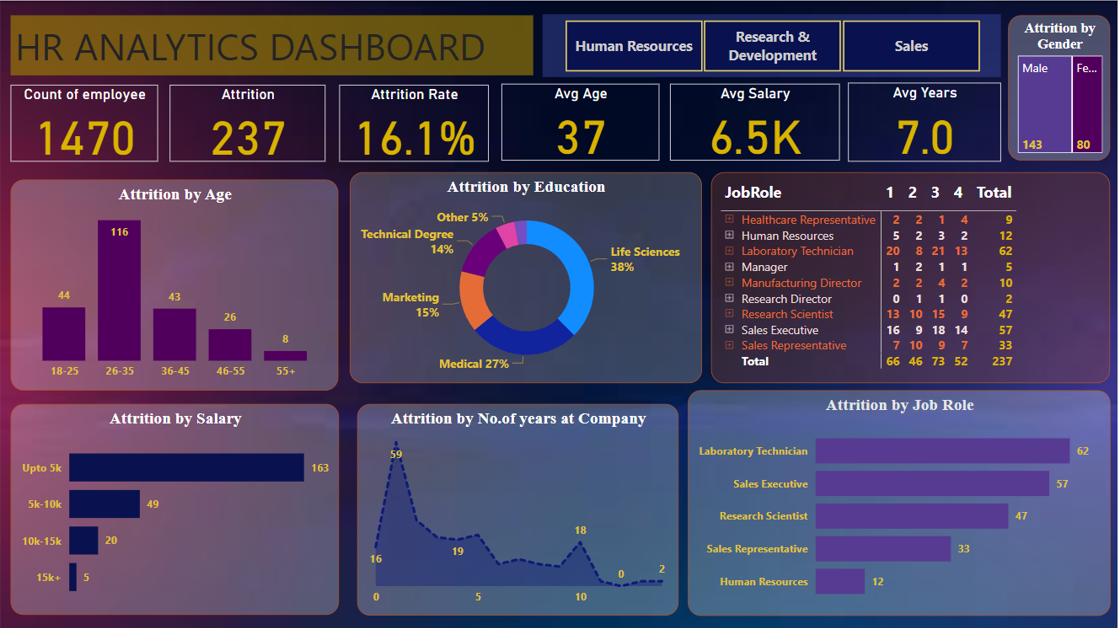 HR ANALYTICS DASHBOARD
Human Resources
Research &
Development
Sales
Attrition by
Gender
Male
Fe...
143
80
Count of employee
1470
Attrition
237
Attrition Rate
16.1%
Avg Age
37
Avg Salary
6.5K
Avg Years
7.0
Attrition by Age
44
116
43
26
8
18-25
26-35
36-45
46-55
55+
Attrition by Education
Other 5%
Technical Degree
14%
Marketing
15%
Medical 27%
Life Sciences
38%
JobRole 1 2 3 4 Total
Healthcare Representative 2 2 1 4 9
Human Resources 5 2 3 2 12
Laboratory Technician 20 8 21 13 62
Manager 1 2 1 1 5
Manufacturing Director 2 2 4 2 10
Research Director 0 1 1 0 2
Research Scientist 13 10 15 9 47
Sales Executive 16 9 18 14 57
Sales Representative 7 10 9 7 33
Total 66 46 73 52 237
Attrition by Salary
Upto 5k 163
5k-10k 49
10k-15k 20
15k+ 5
Attrition by No.of years at Company
59
16
19
18
0
2
0
5
10
Attrition by Job Role
Laboratory Technician 62
Sales Executive 57
Research Scientist 47
Sales Representative 33
Human Resources 12